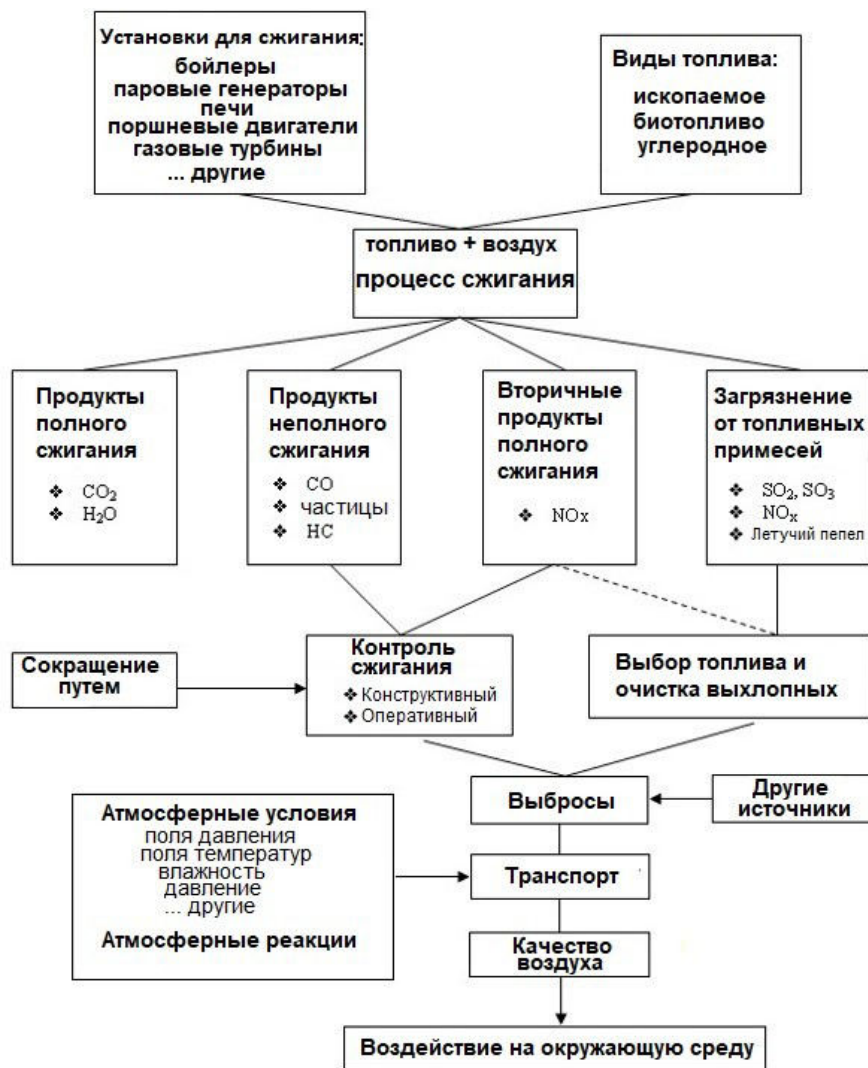 Установки для сжигания:
бойлеры
паровые генераторы
печи
поршневые двигатели
газовые турбины
... другие
Виды топлива:
ископаемое
биотопливо
углеродное
топливо + воздух
процесс сжигания
Продукты
полного
сжигания
❖ CO₂
❖ H₂O
Продукты
неполного
сжигания
❖ CO
❖ частицы
❖ HC
Вторичные
продукты
полного
сжигания
❖ NOx
Загрязнение
от топливных
примесей
❖ SO₂, SO₃
❖ NOₓ
❖ Летучий пепел
Сокращение
путем
Контроль
сжигания
❖ Конструктивный
❖ Оперативный
Выбор топлива и
очистка выхлопных
Выбросы
Другие
источники
Атмосферные условия
поля давления
поля температур
влажность
давление
... другие
Атмосферные реакции
Транспорт
Качество
воздуха
Воздействие на окружающую среду